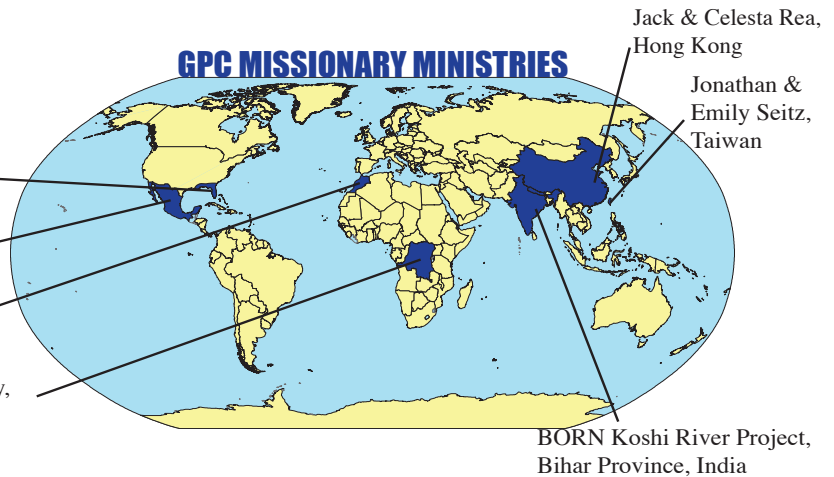 Jack & Celesta Rea,
Hong Kong
GPC MISSIONARY MINISTRIES
Jonathan &
Emily Seitz,
Taiwan
BORN Koshi River Project,
Bihar Province, India